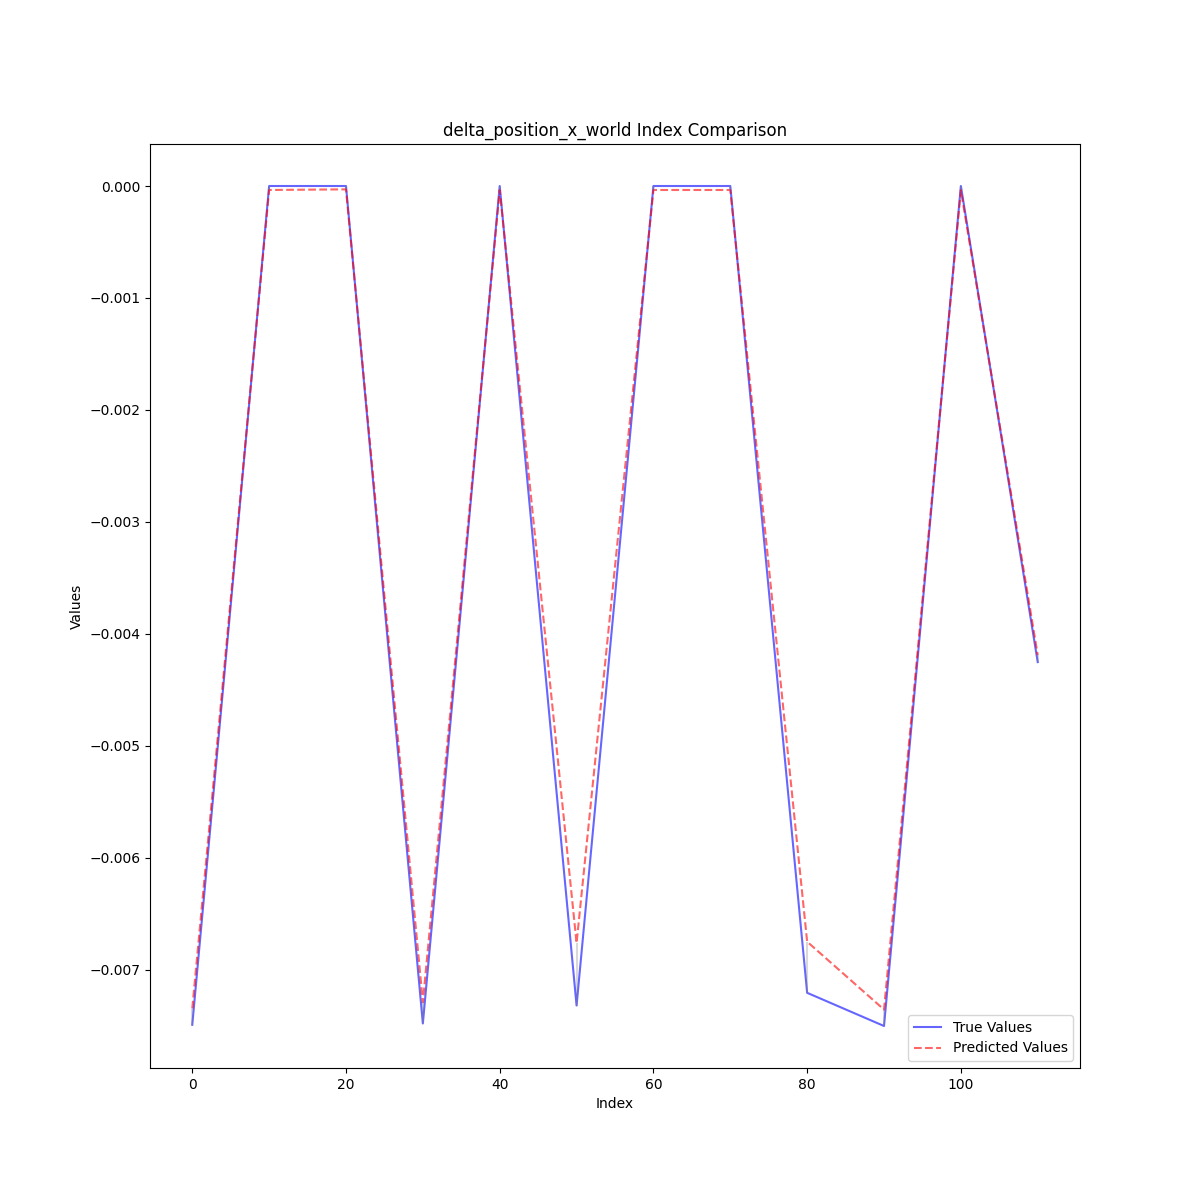 delta_position_x_world Index Comparison
0.000
−0.001
−0.002
−0.003
−0.004
−0.005
−0.006
−0.007
Values
0 20 40 60 80 100
Index
True Values
Predicted Values